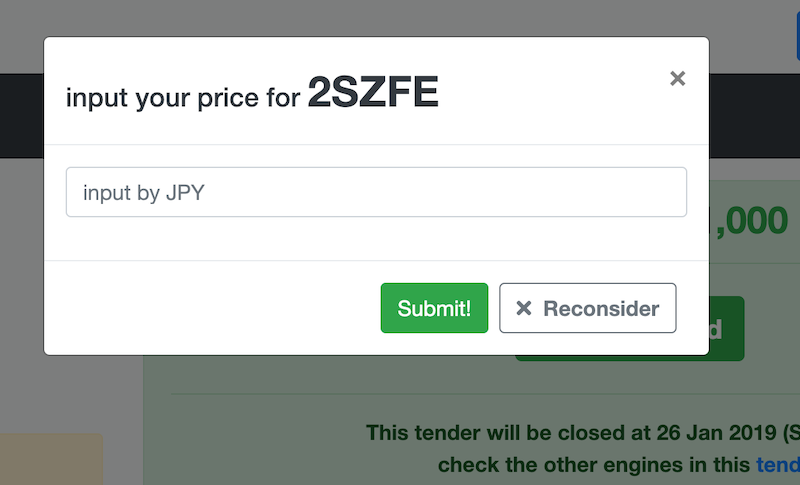 input your price for 2SZFE
×
input by JPY
,000
Submit!
× Reconsider
d
This tender will be closed at 26 Jan 2019 (S
check the other engines in this tend